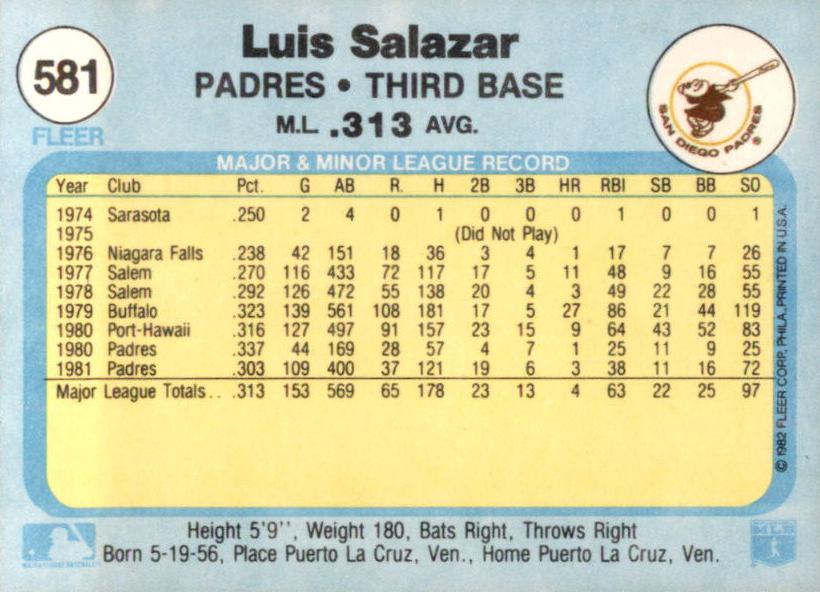 581
FLEER
Luis Salazar
PADRES • THIRD BASE
M.L. .313 AVG.
SAN DIEGO PADRES ®
MAJOR & MINOR LEAGUE RECORD
Year Club Pct. G AB R. H 2B 3B HR RBI SB BB SO
1974 Sarasota .250 2 4 0 1 0 0 0 1 0 0 1
1975 (Did Not Play)
1976 Niagara Falls .238 42 151 18 36 3 4 1 17 7 7 26
1977 Salem .270 116 433 72 117 17 5 11 48 9 16 55
1978 Salem .292 126 472 55 138 20 4 3 49 22 28 55
1979 Buffalo .323 139 561 108 181 17 5 27 86 21 44 119
1980 Port-Hawaii .316 127 497 91 157 23 15 9 64 43 52 83
1980 Padres .337 44 169 28 57 4 7 1 25 11 9 25
1981 Padres .303 109 400 37 121 19 6 3 38 11 16 72
Major League Totals.. .313 153 569 65 178 23 13 4 63 22 25 97
© 1982 FLEER CORP., PHILA., PRINTED IN U.S.A.
Height 5'9'', Weight 180, Bats Right, Throws Right
Born 5-19-56, Place Puerto La Cruz, Ven., Home Puerto La Cruz, Ven.